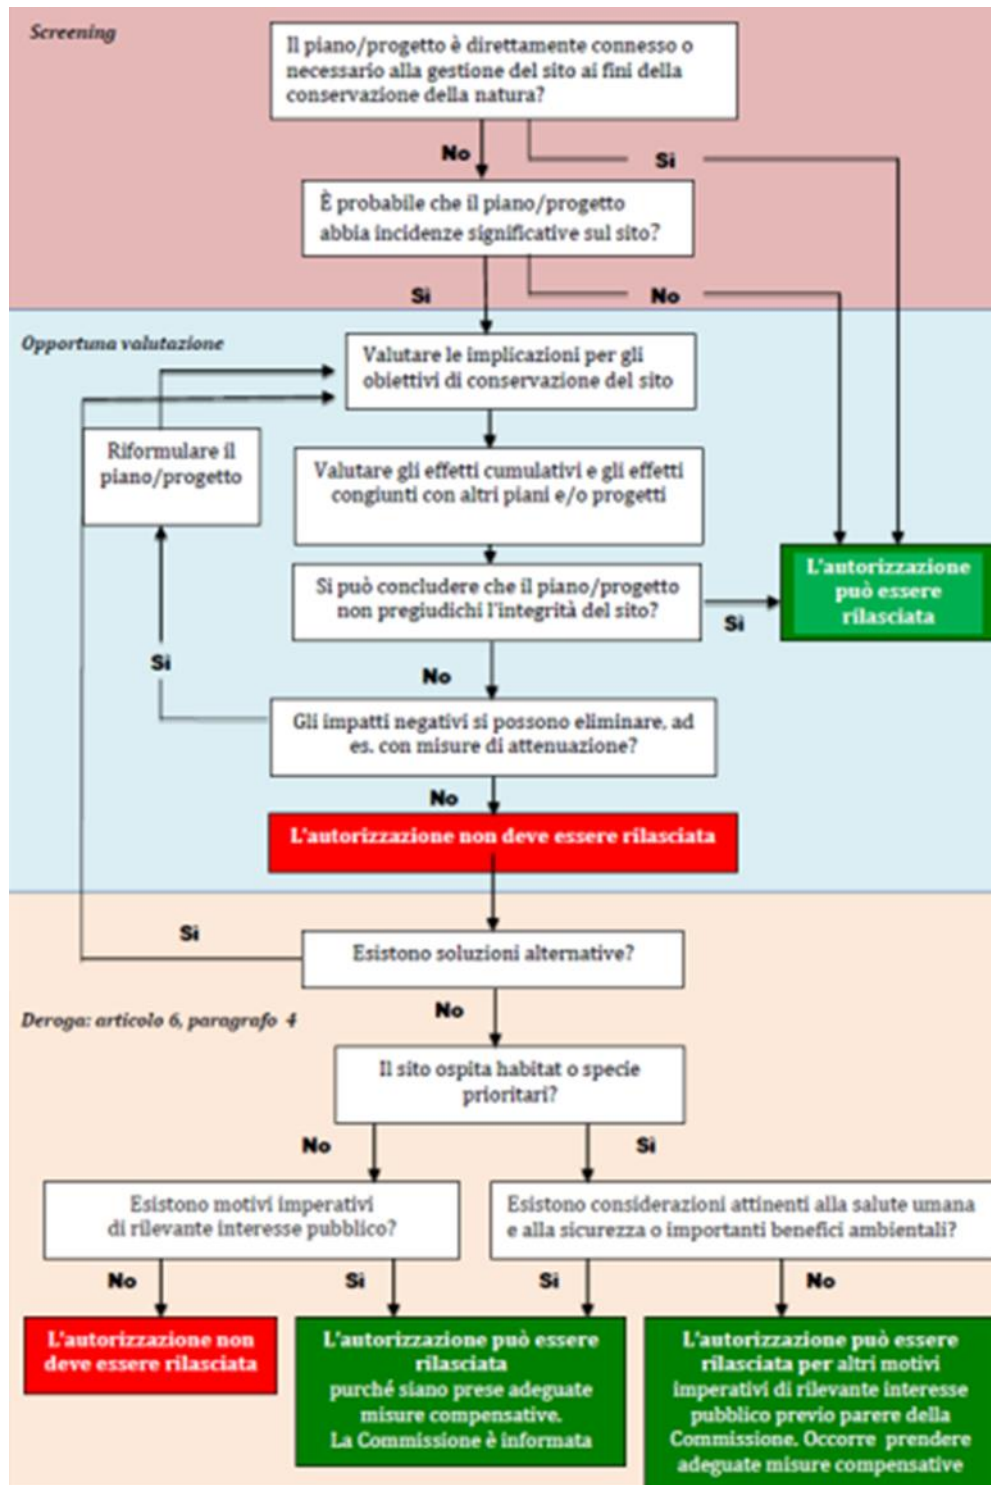 Screening
Il piano/progetto è direttamente connesso o
necessario alla gestione del sito ai fini della
conservazione della natura?
No
Sì
È probabile che il piano/progetto
abbia incidenze significative sul sito?
Sì
No
Opportuna valutazione
Valutare le implicazioni per gli
obiettivi di conservazione del sito
Riformulare il
piano/progetto
Valutare gli effetti cumulativi e gli effetti
congiunti con altri piani e/o progetti
L'autorizzazione
può essere
rilasciata
Si può concludere che il piano/progetto
non pregiudichi l'integrità del sito?
Sì
Sì
No
Gli impatti negativi si possono eliminare, ad
es. con misure di attenuazione?
No
L'autorizzazione non deve essere rilasciata
Sì
Esistono soluzioni alternative?
No
Deroga: articolo 6, paragrafo 4
Il sito ospita habitat o specie
prioritari?
No
Sì
Esistono motivi imperativi
di rilevante interesse pubblico?
Esistono considerazioni attinenti alla salute umana
e alla sicurezza o importanti benefici ambientali?
No
Sì
Sì
No
L'autorizzazione non
deve essere rilasciata
L'autorizzazione può essere
rilasciata
purché siano prese adeguate
misure compensative.
La Commissione è informata
L'autorizzazione può essere
rilasciata per altri motivi
imperativi di rilevante interesse
pubblico previo parere della
Commissione. Occorre prendere
adeguate misure compensative